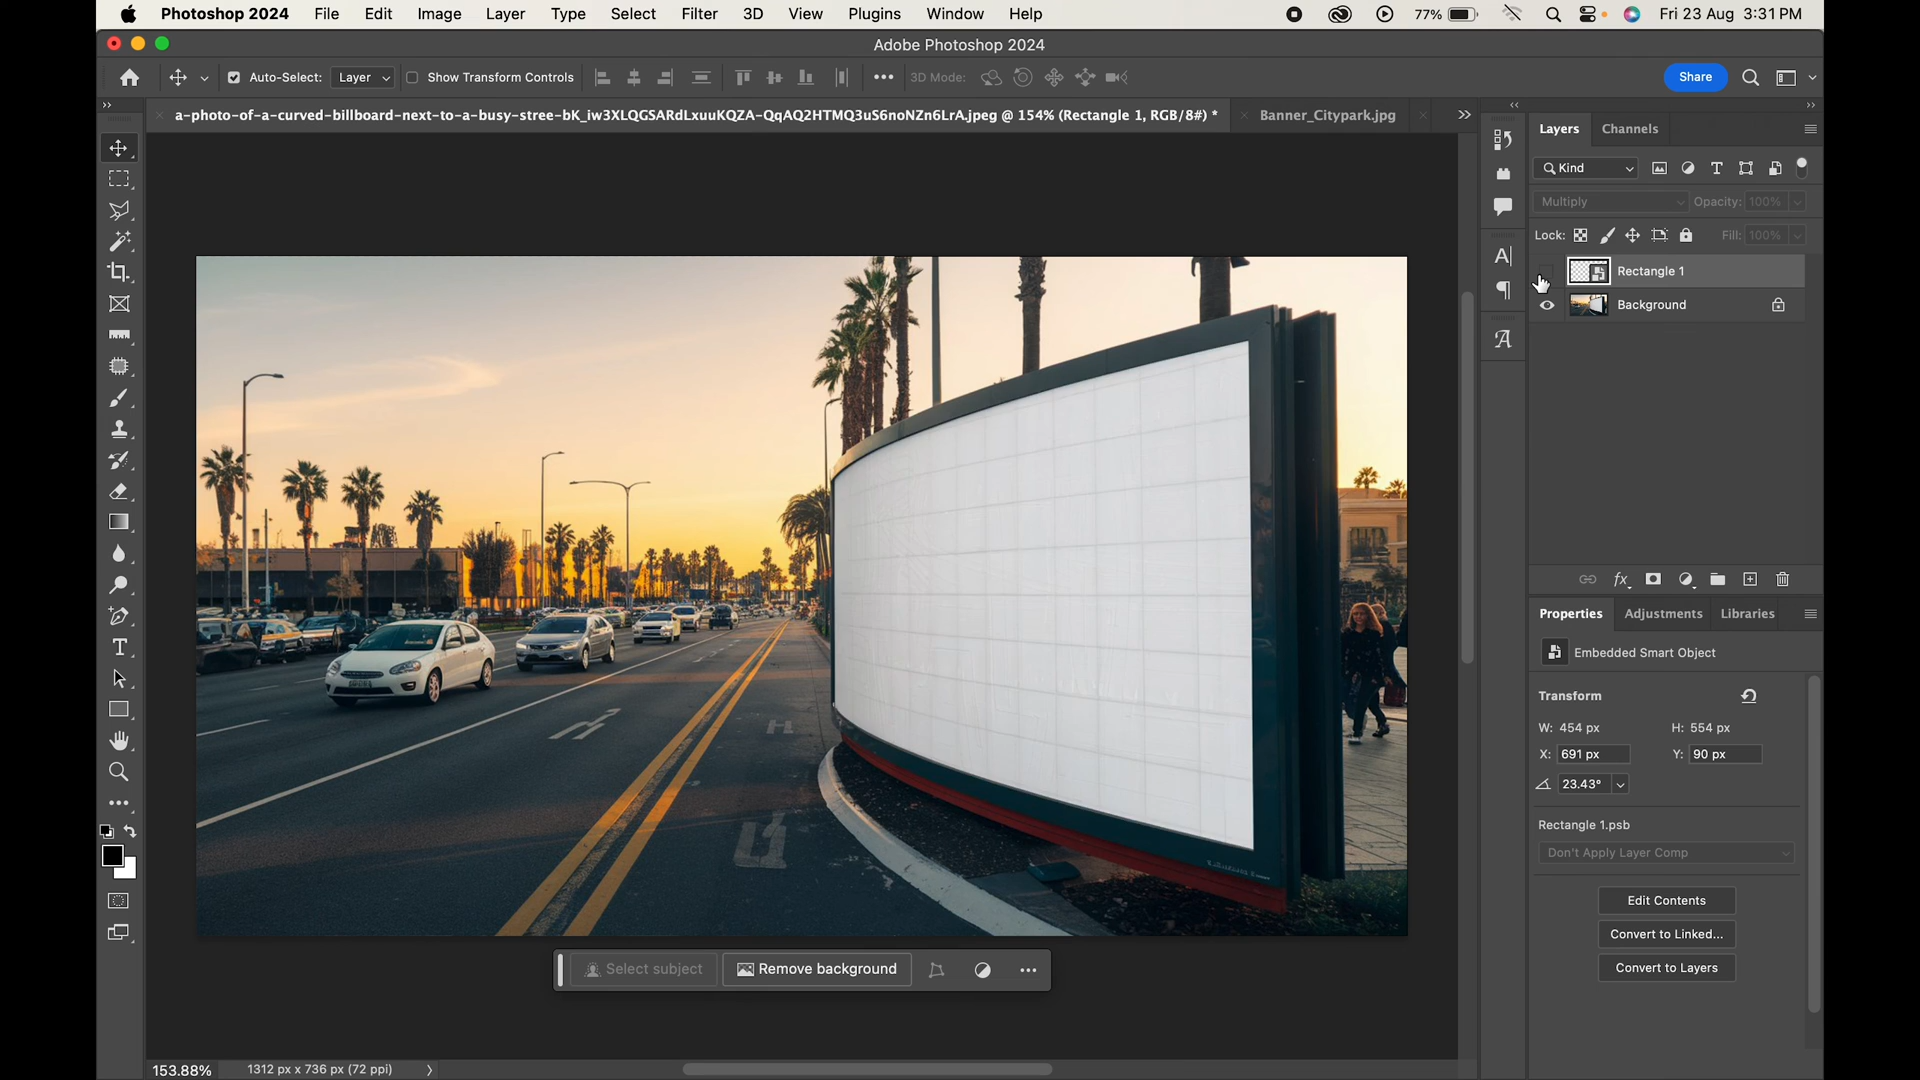 Photoshop 2024 File Edit Image Layer Type Select Filter 3D View Plugins Window Help 77% Fri 23 Aug 3:31 PM
Adobe Photoshop 2024
Auto-Select: Layer Show Transform Controls 3D Mode: Share
a-photo-of-a-curved-billboard-next-to-a-busy-stree-bK_iw3XLQGSARdLxuuKQZA-QqAQ2HTMQ3uS6noNZn6LrA.jpeg @ 154% (Rectangle 1, RGB/8#) * Banner_Citypark.jpg
Layers Channels
Kind
Multiply Opacity: 100%
Lock: Fill: 100%
Rectangle 1
Background
Properties Adjustments Libraries
Embedded Smart Object
Transform
W: 454 px H: 554 px
X: 691 px Y: 90 px
23.43°
Rectangle 1.psb
Don't Apply Layer Comp
Edit Contents
Convert to Linked...
Convert to Layers
Select subject Remove background
153.88% 1312 px x 736 px (72 ppi)